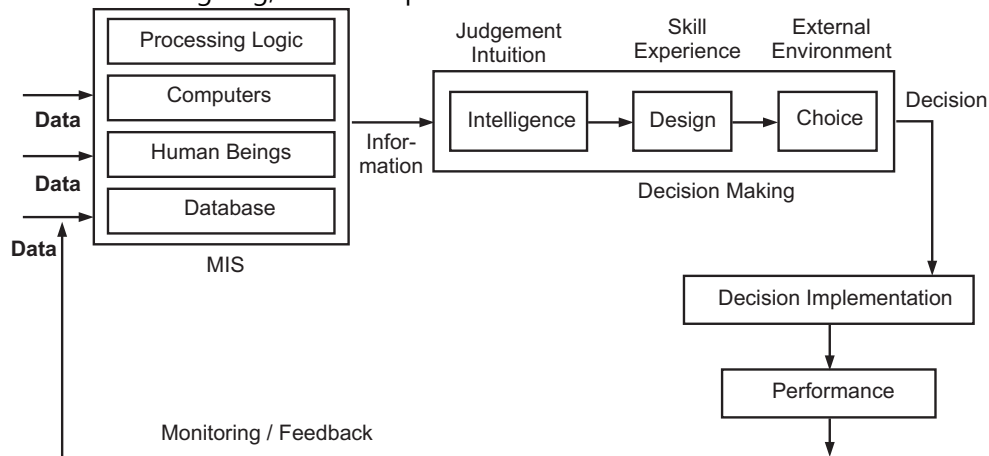 Processing Logic
Computers
Human Beings
Database
Data
Data
Data
MIS
Infor-
mation
Judgement
Intuition
Skill
Experience
External
Environment
Intelligence
Design
Choice
Decision Making
Decision
Decision Implementation
Performance
Monitoring / Feedback